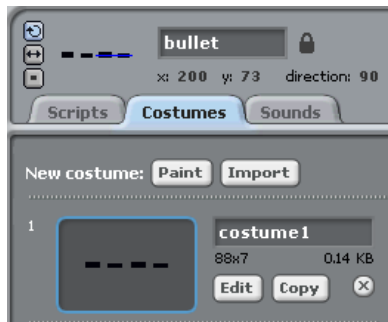 bullet
x: 200 y: 73 direction: 90
Scripts Costumes Sounds
New costume: Paint Import
1
costume1
88x7 0.14 KB
Edit Copy